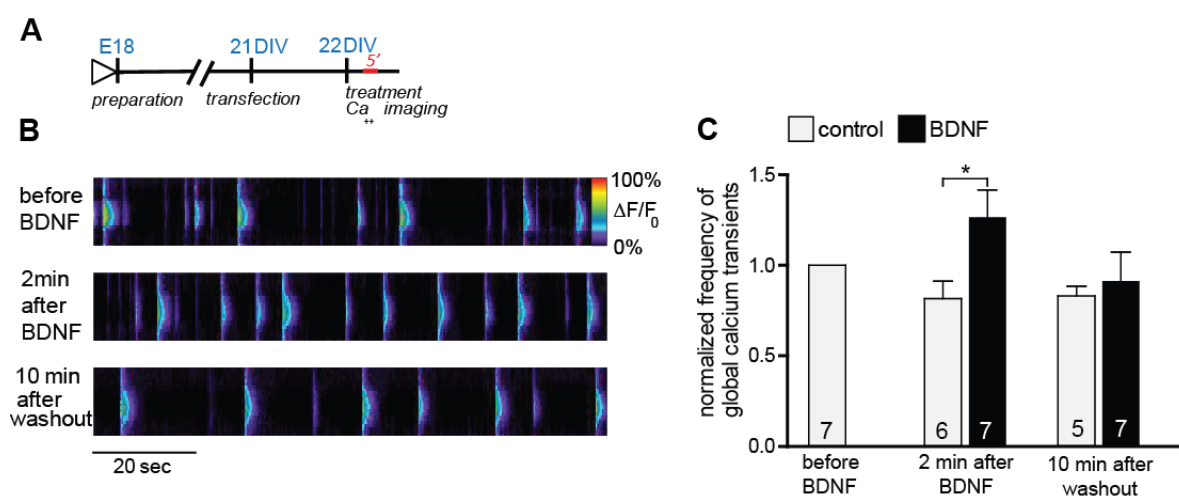 A
E18
21DIV
22DIV
5'
preparation
transfection
treatment
Ca++ imaging
B
before
BDNF
100%
ΔF/F0
0%
2min
after
BDNF
10 min
after
washout
20 sec
C
control
BDNF
normalized frequency of
global calcium transients
1.5
1.0
0.5
0.0
*
7
6
7
5
7
before
BDNF
2 min after
BDNF
10 min after
washout